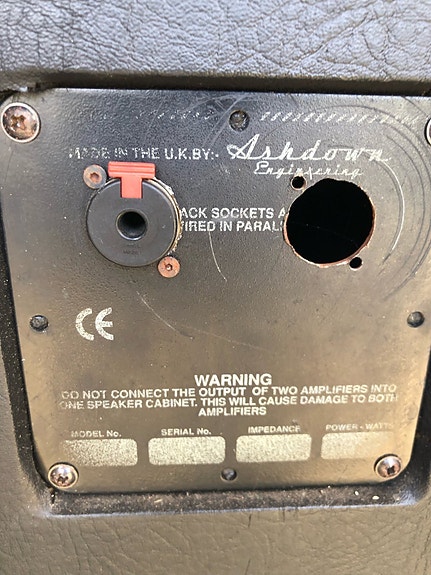 MADE IN THE U.K.BY:- Ashdown
Engineering
ACK SOCKETS A
IRED IN PARAL
CE
WARNING
DO NOT CONNECT THE OUTPUT OF TWO AMPLIFIERS INTO
ONE SPEAKER CABINET. THIS WILL CAUSE DAMAGE TO BOTH
AMPLIFIERS
MODEL No. SERIAL No. IMPEDANCE POWER - WATTS